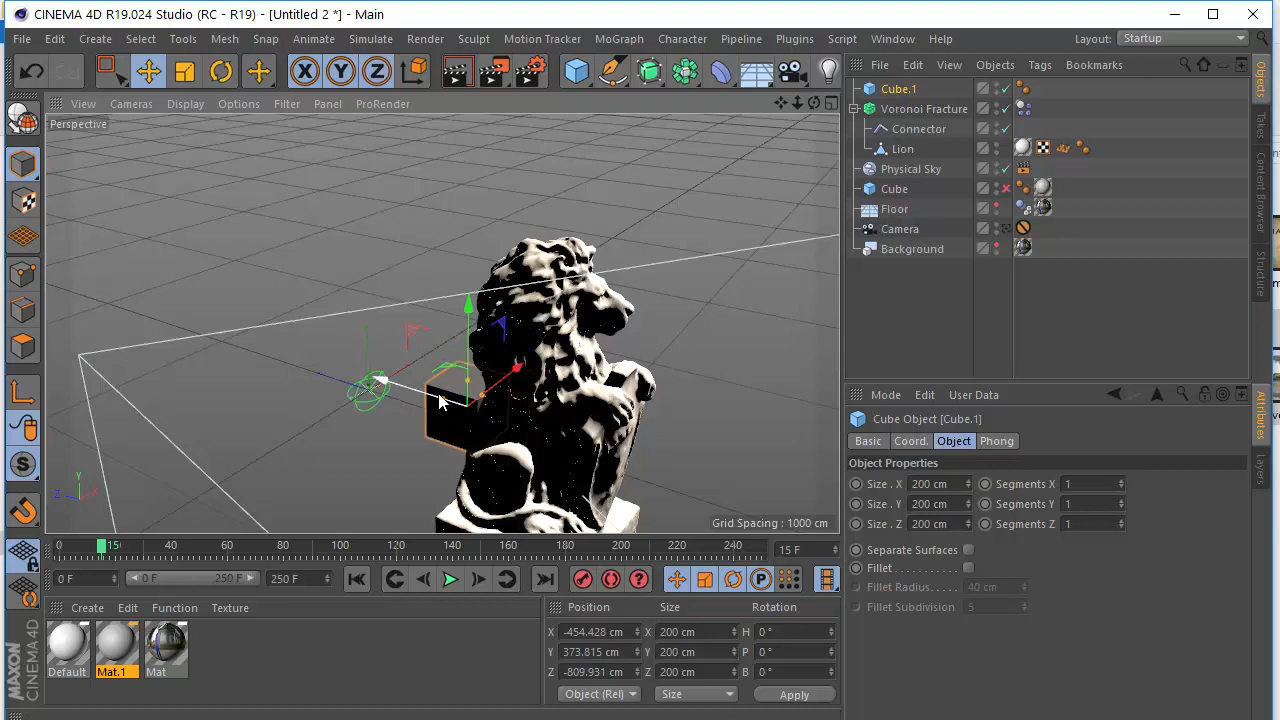 CINEMA 4D R19.024 Studio (RC - R19) - [Untitled 2 *] - Main
File Edit Create Select Tools Mesh Snap Animate Simulate Render Sculpt Motion Tracker MoGraph Character Pipeline Plugins Script Window Help Layout: Startup
X Y Z
File Edit View Objects Tags Bookmarks
View Cameras Display Options Filter Panel ProRender
Perspective
Cube.1
Voronoi Fracture
Connector
Lion
Physical Sky
Cube
Floor
Camera
Background
Objects
Takes
Content Browser
Structure
Y
Z X
Grid Spacing : 1000 cm
Mode Edit User Data
Cube Object [Cube.1]
Basic Coord. Object Phong
Object Properties
Size . X 200 cm Segments X 1
Size . Y 200 cm Segments Y 1
Size . Z 200 cm Segments Z 1
Separate Surfaces
Fillet
Fillet Radius. 40 cm
Fillet Subdivision 5
Attributes
Layers
0 15 40 60 80 100 120 140 160 180 200 220 240 15 F
0 F 0 F 250 F 250 F
P
Create Edit Function Texture
Position Size Rotation
X -454.428 cm X 200 cm H 0 °
Y 373.815 cm Y 200 cm P 0 °
Z -809.931 cm Z 200 cm B 0 °
Object (Rel) Size Apply
Default Mat.1 Mat
MAXON
CINEMA 4D